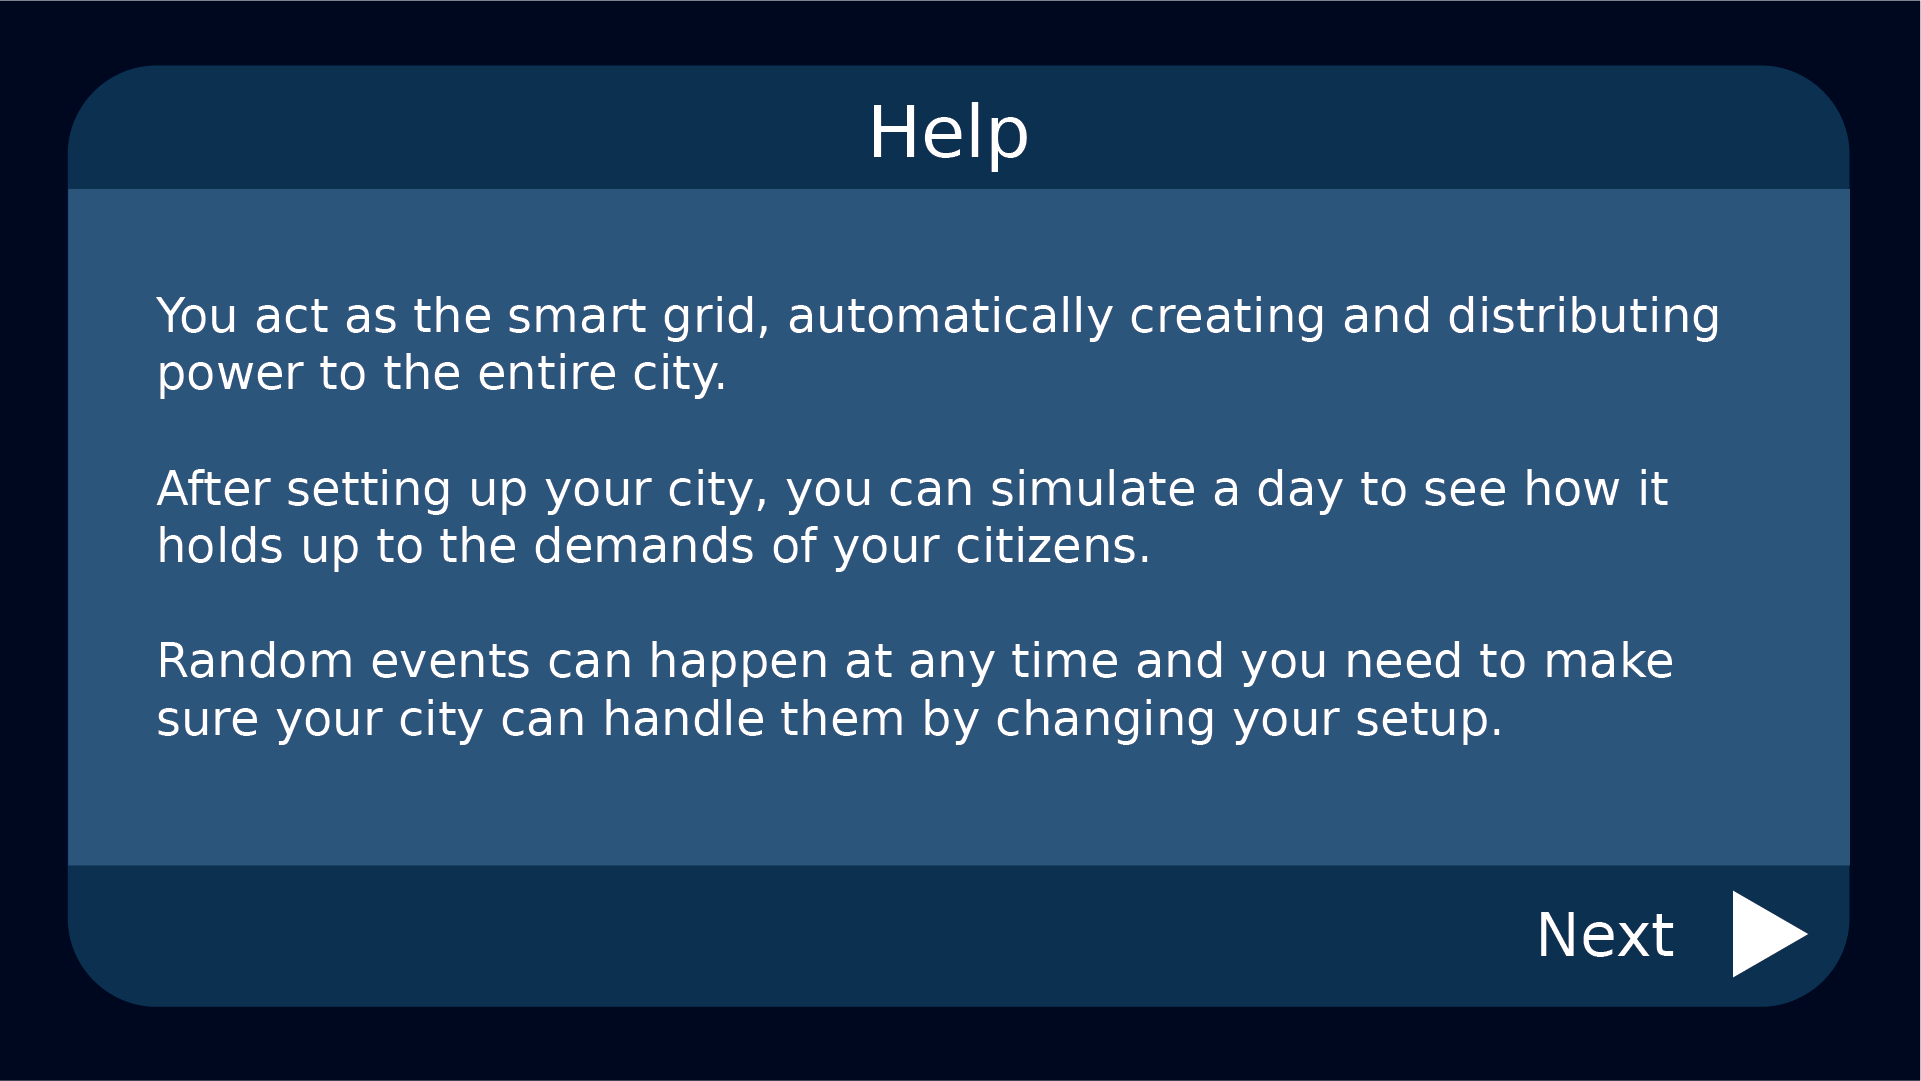 Help
You act as the smart grid, automatically creating and distributing
power to the entire city.
After setting up your city, you can simulate a day to see how it
holds up to the demands of your citizens.
Random events can happen at any time and you need to make
sure your city can handle them by changing your setup.
Next